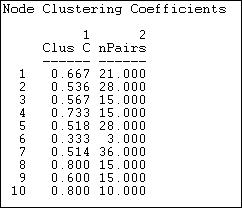 Node Clustering Coefficients
1 2
Clus C nPairs
------ ------
1 0.667 21.000
2 0.536 28.000
3 0.567 15.000
4 0.733 15.000
5 0.518 28.000
6 0.333 3.000
7 0.514 36.000
8 0.800 15.000
9 0.600 15.000
10 0.800 10.000